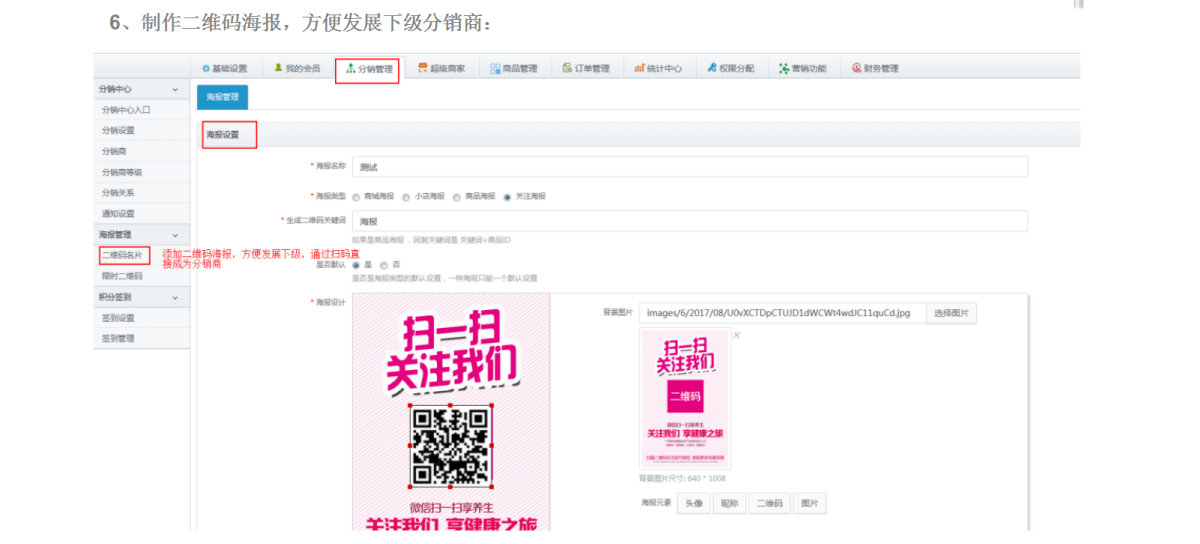 6、制作二维码海报，方便发展下级分销商：
基础设置 我的会员 分销管理 超级商家 商品管理 订单管理 统计中心 权限分配 营销功能 财务管理
分销中心
分销中心入口
分销设置
分销商
分销商等级
分销关系
通知设置
海报管理
二维码名片
限时二维码
积分签到
签到设置
签到管理
添加二维码海报，方便发展下级，通过扫码直
接成为分销商
海报管理
海报设置
* 海报名称 测试
* 海报类型 商城海报 小店海报 商品海报 关注海报
* 生成二维码关键词 海报
如果是商品海报，回复关键词是 关键词+商品ID
是否默认 是 否
是否是海报类型的默认设置，一种海报只能一个默认设置
* 海报设计
扫一扫
关注我们
微信扫一扫享养生
关注我们 享健康之旅
背景图片 images/6/2017/08/U0vXCTDpCTUJD1dWCWt4wdJC11quCd.jpg 选择图片
扫一扫
关注我们
二维码
微信扫一扫享养生
关注我们 享健康之旅
背景图片尺寸: 640 * 1008
海报元素 头像 昵称 二维码 图片